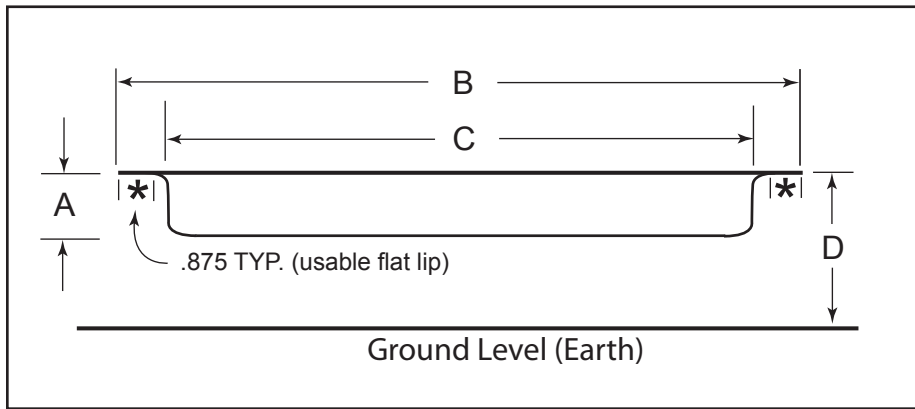 B
C
A
*
*
D
.875 TYP. (usable flat lip)
Ground Level (Earth)